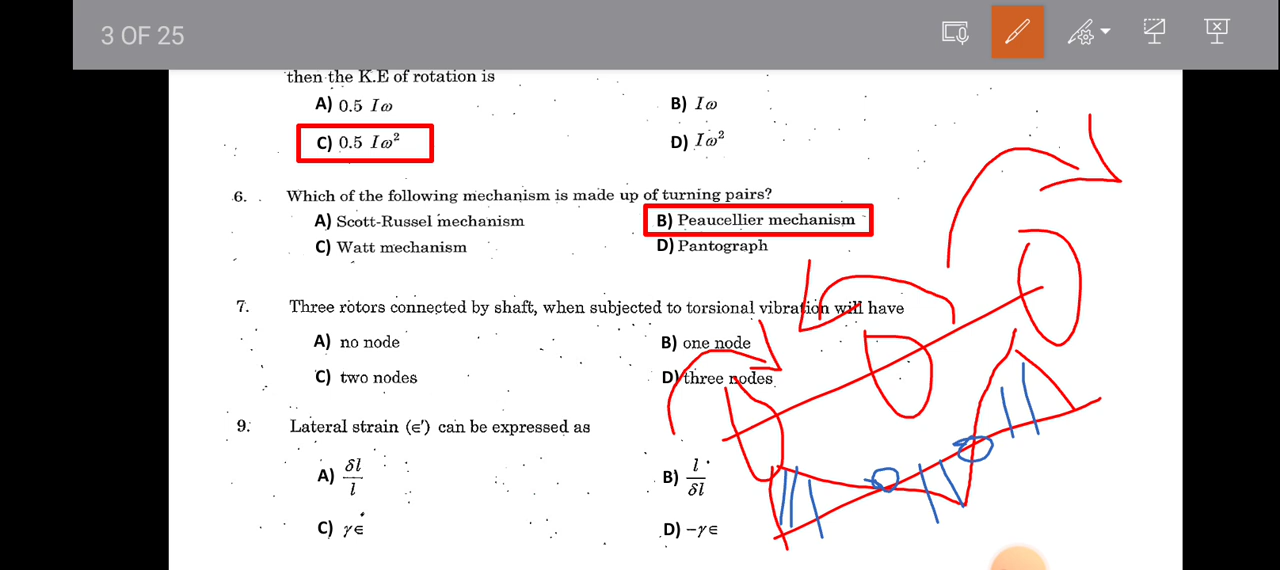 3 OF 25
then the K.E of rotation is
A) 0.5 Iω
B) Iω
C) 0.5 Iω²
D) Iω²
6. Which of the following mechanism is made up of turning pairs?
A) Scott-Russel mechanism
B) Peaucellier mechanism
C) Watt mechanism
D) Pantograph
7. Three rotors connected by shaft, when subjected to torsional vibration will have
A) no node
B) one node
C) two nodes
D) three nodes
9. Lateral strain (∈′) can be expressed as
A) δl/l
B) l/δl
C) γ∈
D) −γ∈